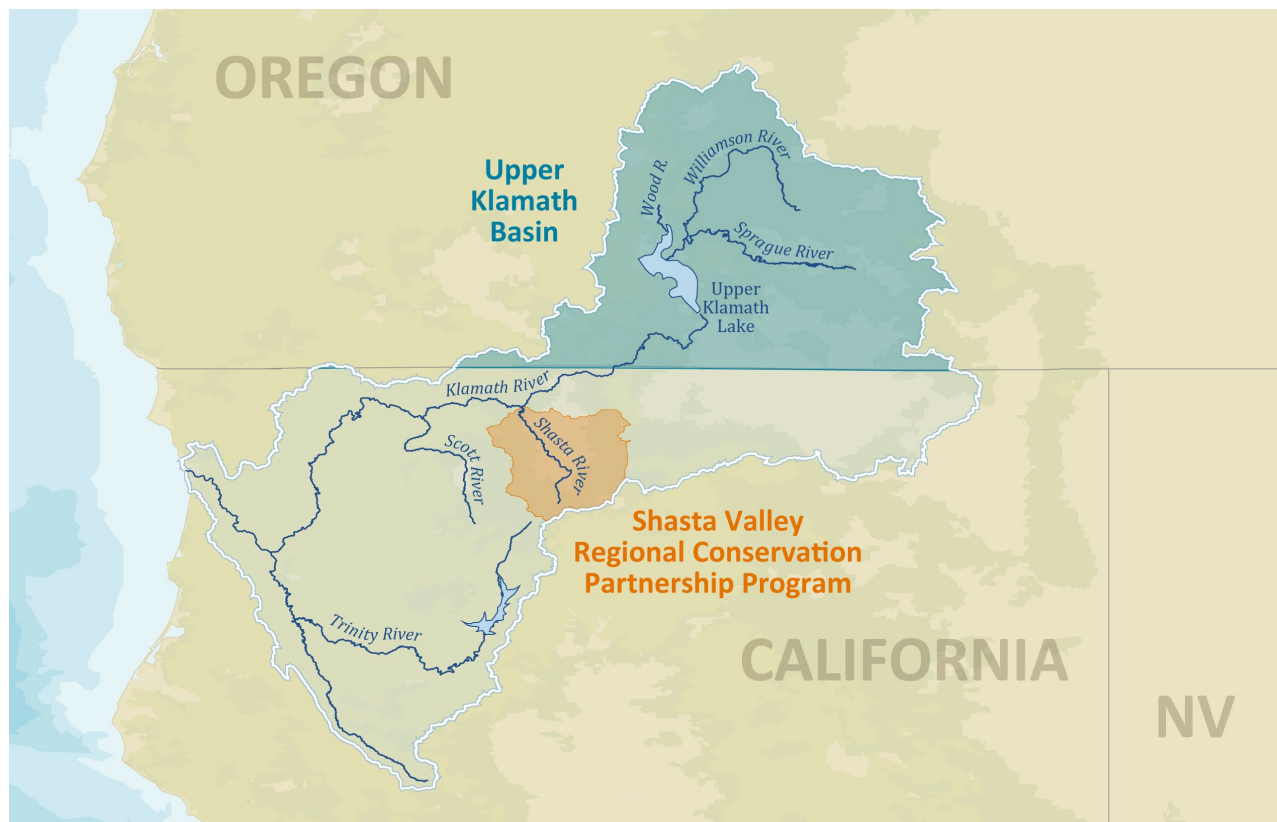 OREGON
Upper
Klamath
Basin
Wood R.
Williamson River
Sprague River
Upper
Klamath
Lake
Klamath River
Scott River
Shasta River
Shasta Valley
Regional Conservation
Partnership Program
Trinity River
CALIFORNIA
NV